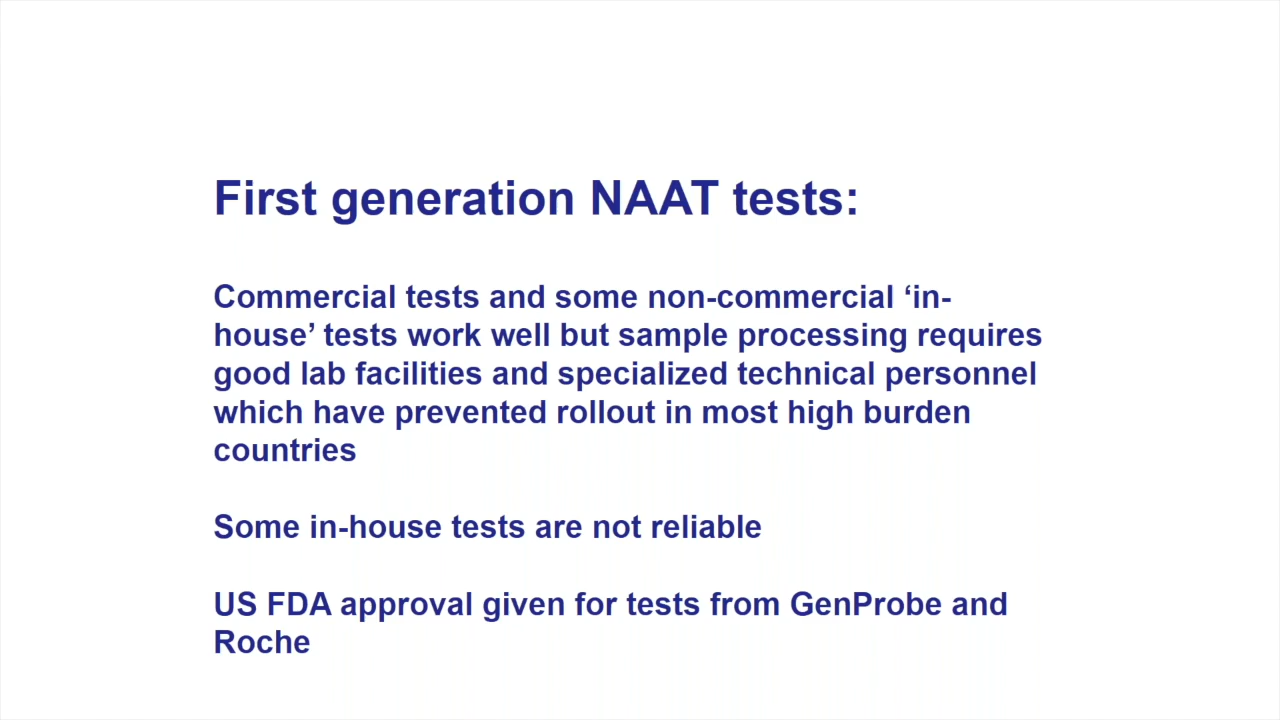 First generation NAAT tests:
Commercial tests and some non-commercial ‘in-
house’ tests work well but sample processing requires
good lab facilities and specialized technical personnel
which have prevented rollout in most high burden
countries
Some in-house tests are not reliable
US FDA approval given for tests from GenProbe and
Roche